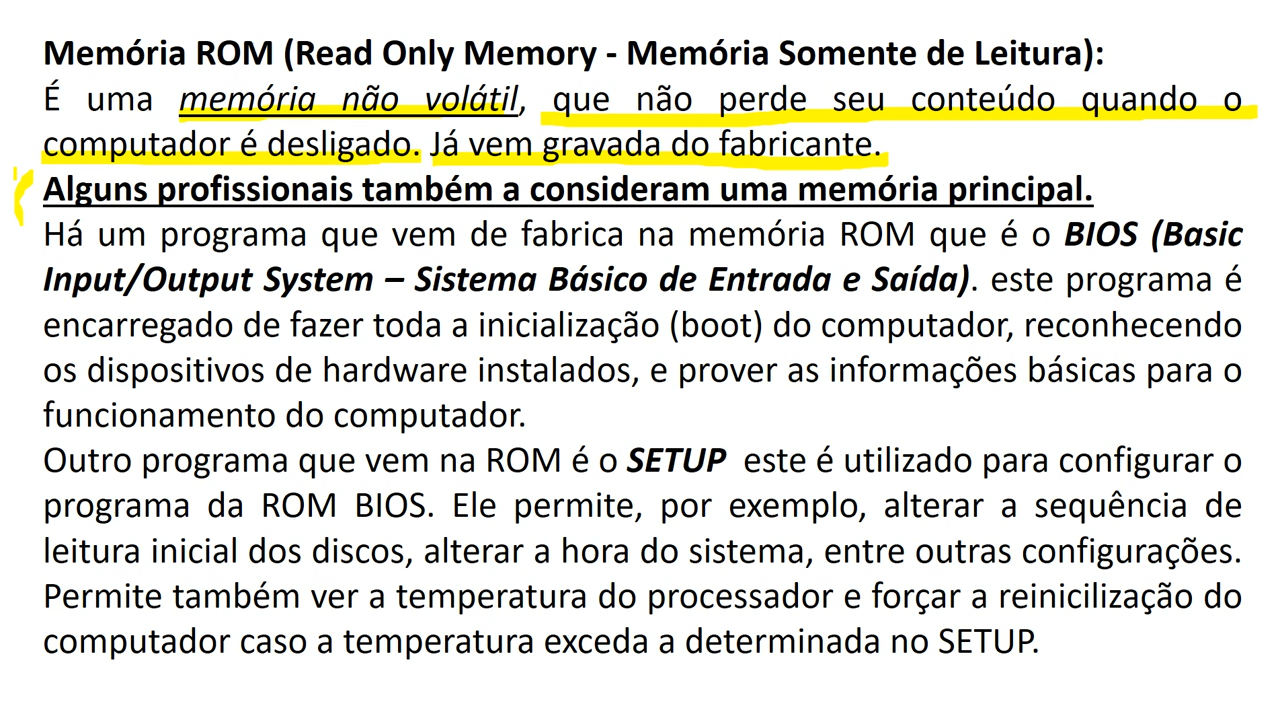 Memória ROM (Read Only Memory - Memória Somente de Leitura):
É uma memória não volátil, que não perde seu conteúdo quando o
computador é desligado. Já vem gravada do fabricante.
Alguns profissionais também a consideram uma memória principal.
Há um programa que vem de fabrica na memória ROM que é o BIOS (Basic
Input/Output System – Sistema Básico de Entrada e Saída). este programa é
encarregado de fazer toda a inicialização (boot) do computador, reconhecendo
os dispositivos de hardware instalados, e prover as informações básicas para o
funcionamento do computador.
Outro programa que vem na ROM é o SETUP este é utilizado para configurar o
programa da ROM BIOS. Ele permite, por exemplo, alterar a sequência de
leitura inicial dos discos, alterar a hora do sistema, entre outras configurações.
Permite também ver a temperatura do processador e forçar a reinicilização do
computador caso a temperatura exceda a determinada no SETUP.